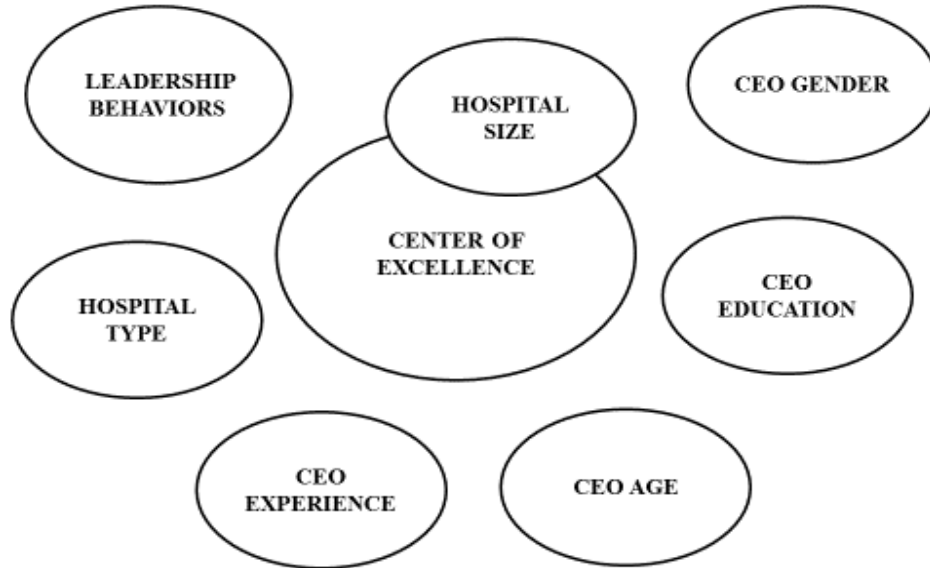 LEADERSHIP
BEHAVIORS
HOSPITAL
SIZE
CEO GENDER
CENTER OF
EXCELLENCE
HOSPITAL
TYPE
CEO
EDUCATION
CEO
EXPERIENCE
CEO AGE